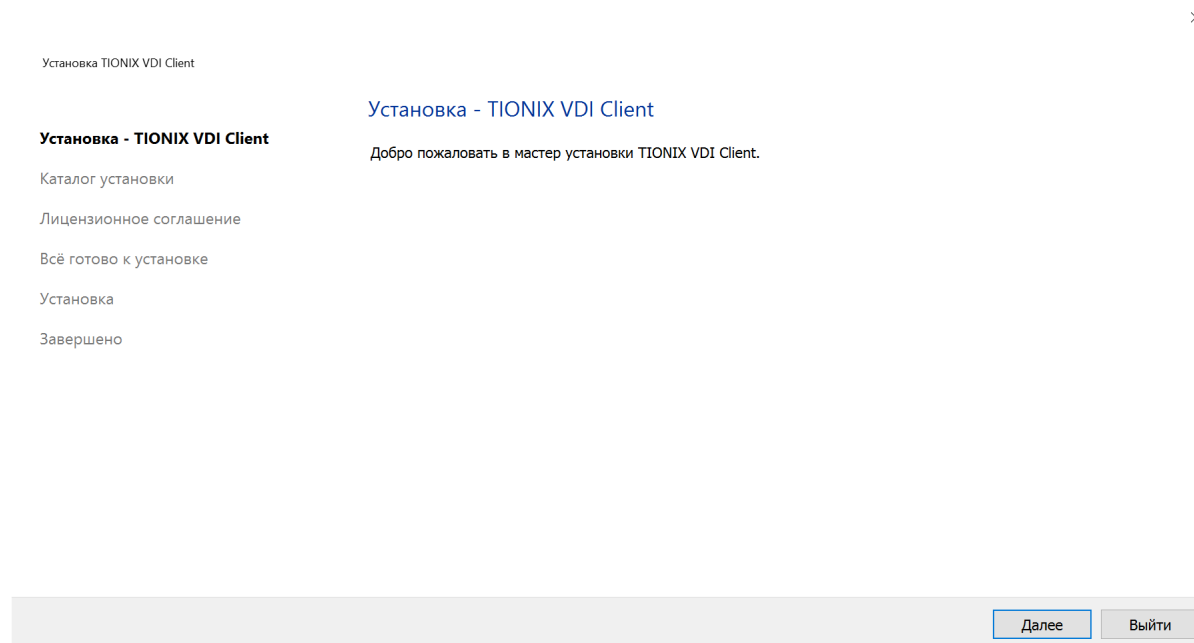 Установка TIONIX VDI Client
Установка - TIONIX VDI Client
Каталог установки
Лицензионное соглашение
Всё готово к установке
Установка
Завершено
Установка - TIONIX VDI Client
Добро пожаловать в мастер установки TIONIX VDI Client.
Далее
Выйти